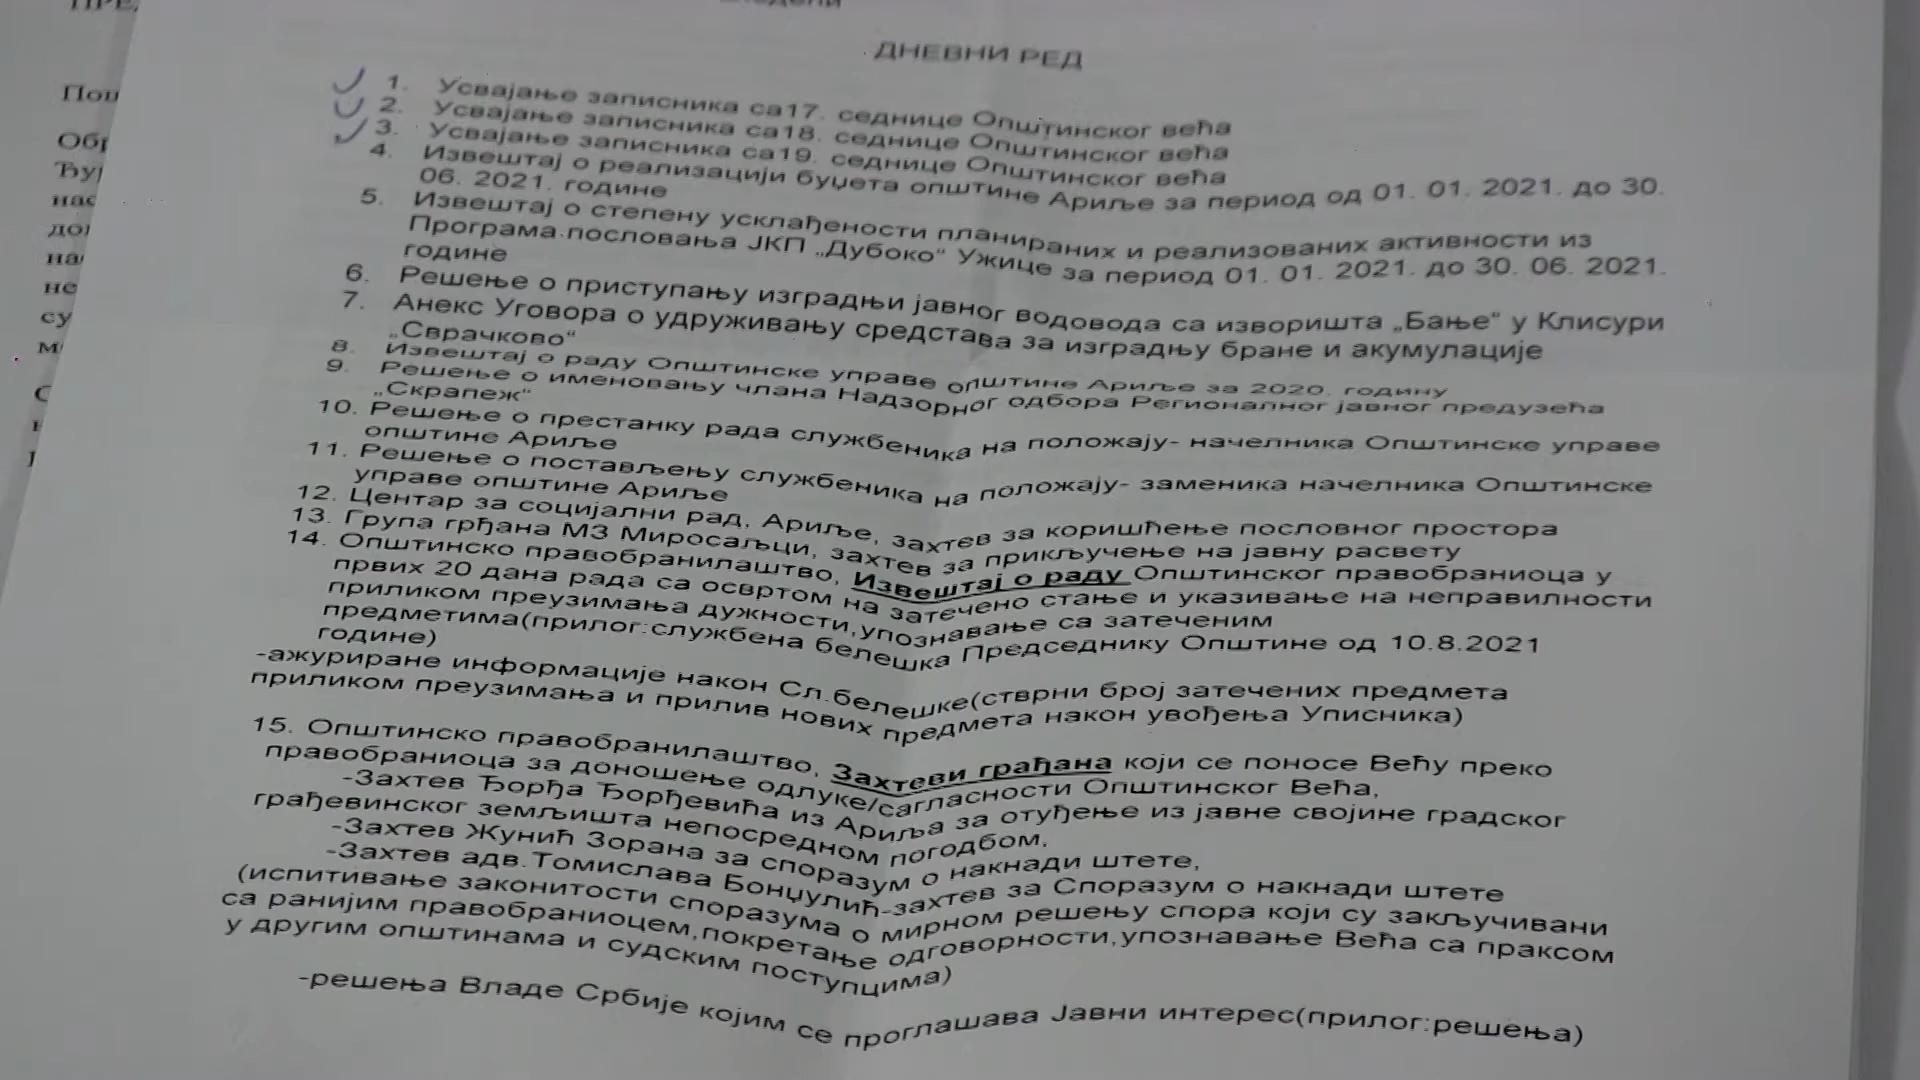 ДНЕВНИ РЕД
1. Усвајање записника са17. седнице Општинског већа
2. Усвајање записника са18. седнице Општинског већа
3. Усвајање записника са19. седнице Општинског већа
4. Извештај о реализацији буџета општине Ариље за период од 01. 01. 2021. до 30.
06. 2021. године
5. Извештај о степену усклађености планираних и реализованих активности из
Програма пословања ЈКП „Дубоко“ Ужице за период 01. 01. 2021. до 30. 06. 2021.
године
6. Решење о приступању изградњи јавног водовода са изворишта „Бање“ у Клисури
7. Анекс Уговора о удруживању средстава за изградњу бране и акумулације
„Сврачково“
8. Извештај о раду Општинске управе општине Ариље за 2020. годину
9. Решење о именовању члана Надзорног одбора Регионалног јавног предузећа
„Скрапеж“
10. Решење о престанку рада службеника на положају- начелника Општинске управе
општине Ариље
11. Решење о постављењу службеника на положају- заменика начелника Општинске
управе општине Ариље
12. Центар за социјални рад, Ариље, захтев за коришћење пословног простора
13. Група грђана МЗ Миросаљци, захтев за прикључење на јавну расвету
14. Општинско правобранилаштво, Извештај о раду Општинског правобраниоца у
првих 20 дана рада са освртом на затечено стање и указивање на неправилности
приликом преузимања дужности,упознавање са затеченим
предметима(прилог:службена белешка Председнику Општине од 10.8.2021
године)
-ажуриране информације након Сл.белешке(стврни број затечених предмета
приликом преузимања и прилив нових предмета након увођења Уписника)
15. Општинско правобранилаштво, Захтеви грађана који се поносе Већу преко
правобраниоца за доношење одлуке/сагласности Општинског Већа,
-Захтев Ђорђа Ђорђевића из Ариља за отуђење из јавне својине градског
грађевинског земљишта непосредном погодбом,
-Захтев Жунић Зорана за споразум о накнади штете,
-Захтев адв.Томислава Бонџулић-захтев за Споразум о накнади штете
(испитивање законитости споразума о мирном решењу спора који су закључивани
са ранијим правобраниоцем,покретање одговорности,упознавање Већа са праксом
у другим општинама и судским поступцима)
-решења Владе Србије којим се проглашава Јавни интерес(прилог:решења)